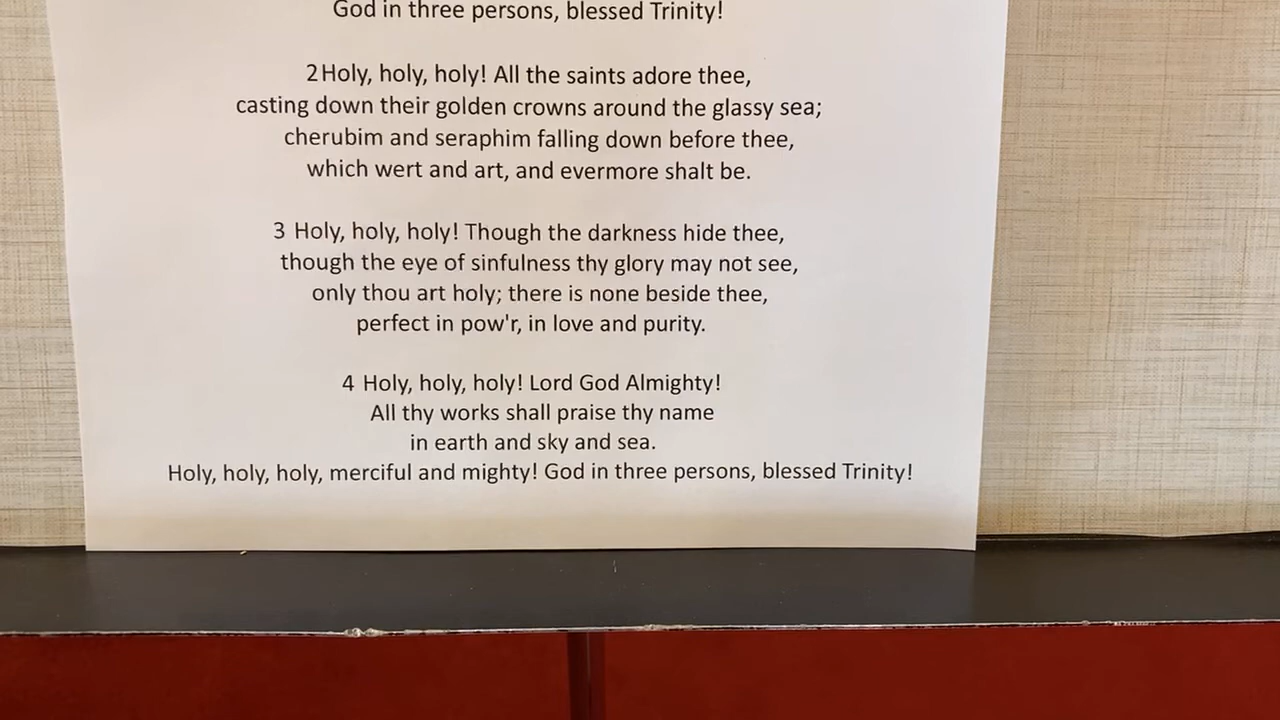 God in three persons, blessed Trinity!
2Holy, holy, holy! All the saints adore thee,
casting down their golden crowns around the glassy sea;
cherubim and seraphim falling down before thee,
which wert and art, and evermore shalt be.
3 Holy, holy, holy! Though the darkness hide thee,
though the eye of sinfulness thy glory may not see,
only thou art holy; there is none beside thee,
perfect in pow'r, in love and purity.
4 Holy, holy, holy! Lord God Almighty!
All thy works shall praise thy name
in earth and sky and sea.
Holy, holy, holy, merciful and mighty! God in three persons, blessed Trinity!